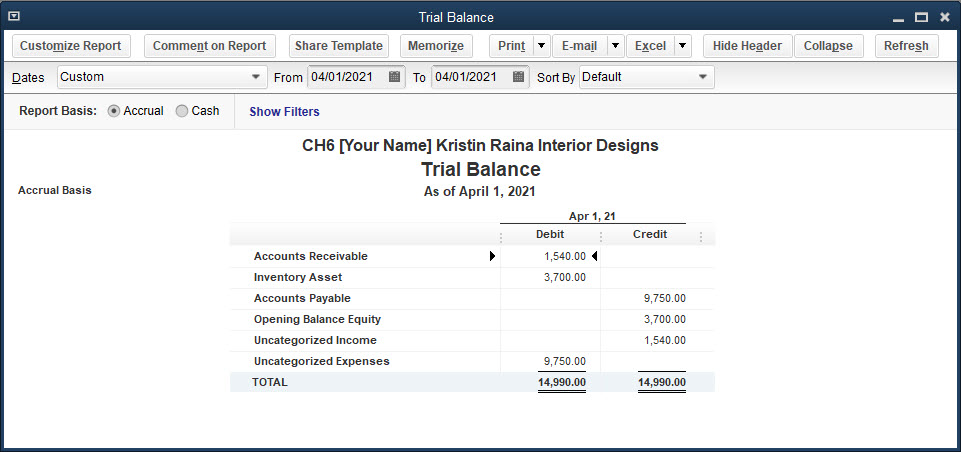 Trial Balance
Customize Report Comment on Report Share Template Memorize Print E-mail Excel Hide Header Collapse Refresh
Dates Custom From 04/01/2021 To 04/01/2021 Sort By Default
Report Basis: Accrual Cash Show Filters
CH6 [Your Name] Kristin Raina Interior Designs
Trial Balance
Accrual Basis As of April 1, 2021
Apr 1, 21
Debit Credit
Accounts Receivable 1,540.00
Inventory Asset 3,700.00
Accounts Payable 9,750.00
Opening Balance Equity 3,700.00
Uncategorized Income 1,540.00
Uncategorized Expenses 9,750.00
TOTAL 14,990.00 14,990.00